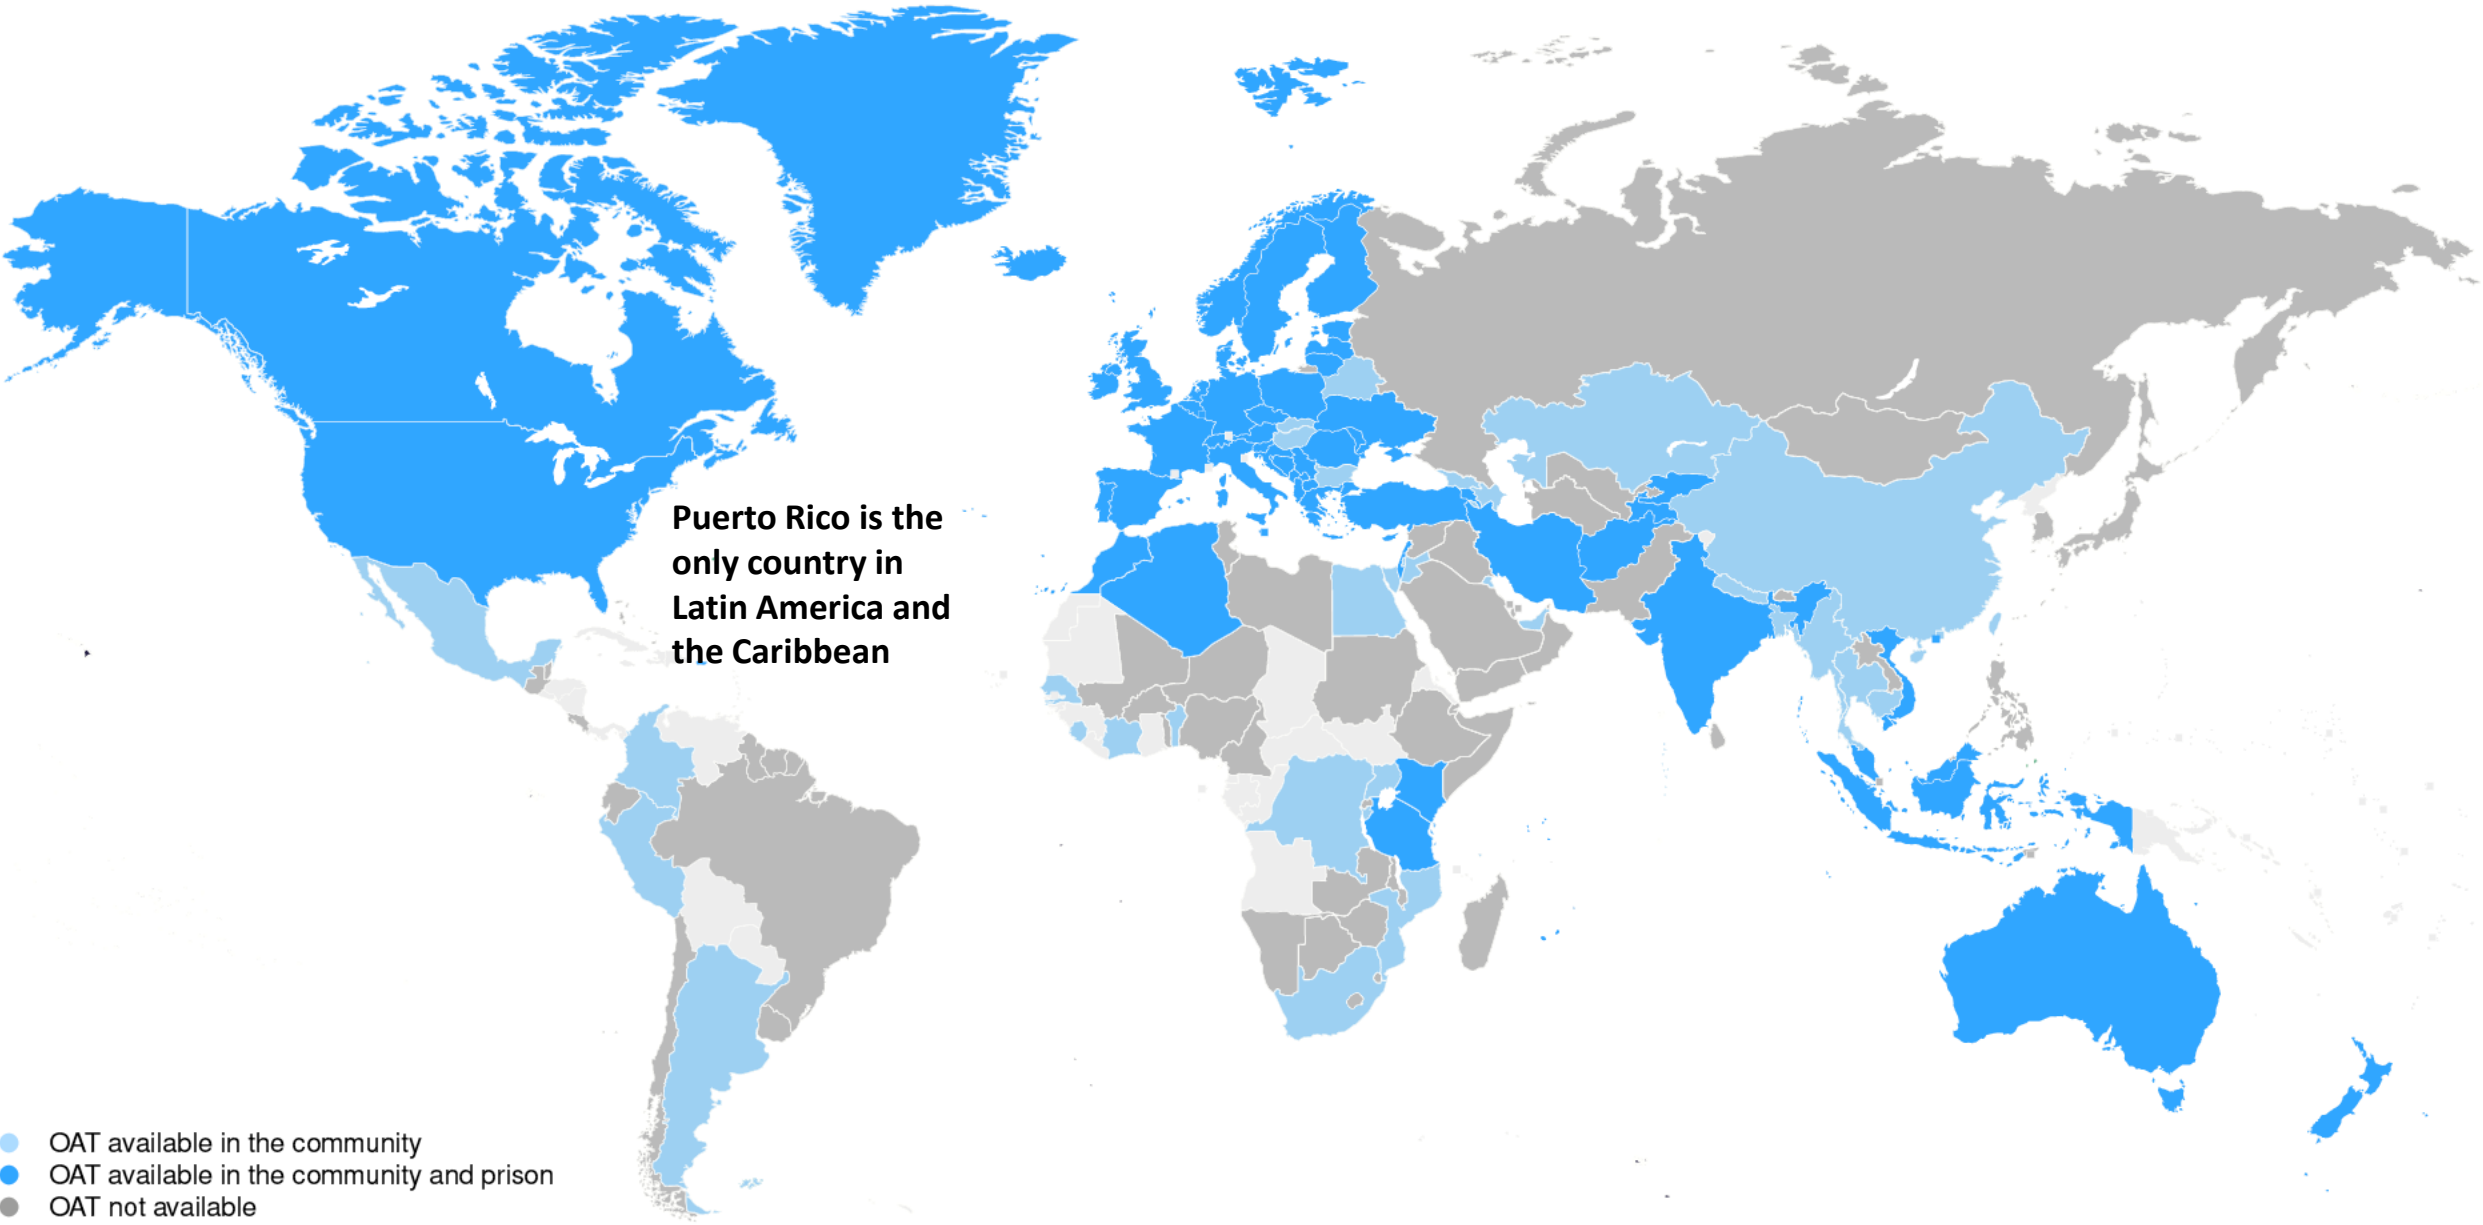 Puerto Rico is the
only country in
Latin America and
the Caribbean
OAT available in the community
OAT available in the community and prison
OAT not available